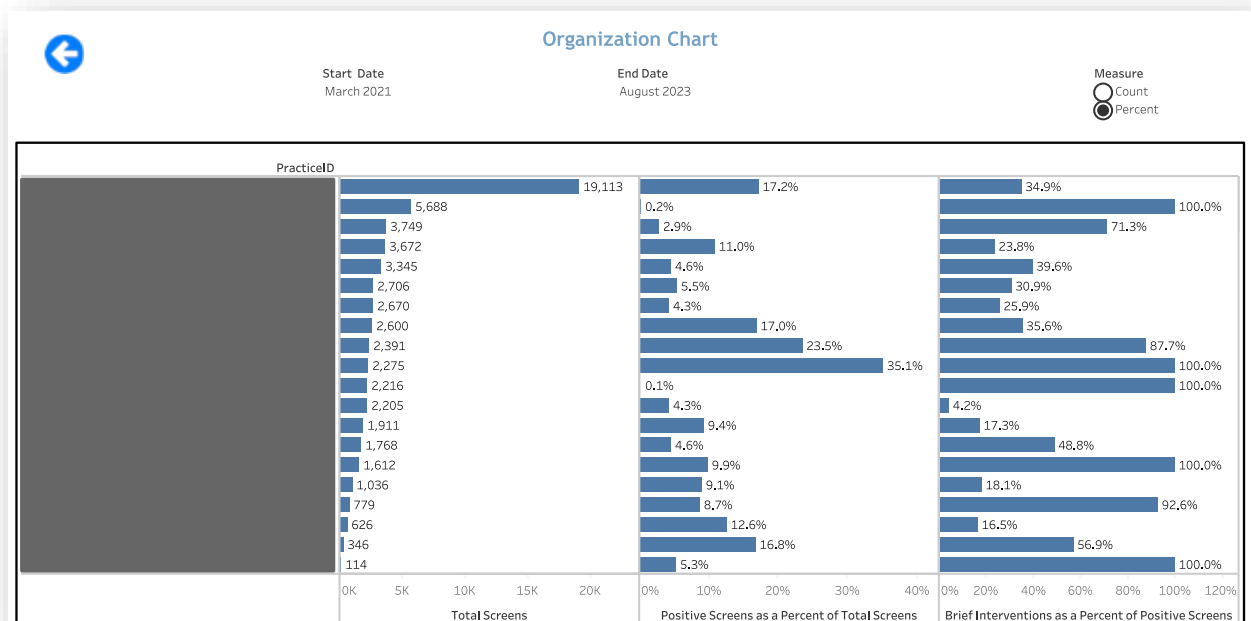 Organization Chart
Start Date
March 2021
End Date
August 2023
Measure
Count
Percent
PracticeID
19,113 17.2% 34.9%
5,688 0.2% 100.0%
3,749 2.9% 71.3%
3,672 11.0% 23.8%
3,345 4.6% 39.6%
2,706 5.5% 30.9%
2,670 4.3% 25.9%
2,600 17.0% 35.6%
2,391 23.5% 87.7%
2,275 35.1% 100.0%
2,216 0.1% 100.0%
2,205 4.3% 4.2%
1,911 9.4% 17.3%
1,768 4.6% 48.8%
1,612 9.9% 100.0%
1,036 9.1% 18.1%
779 8.7% 92.6%
626 12.6% 16.5%
346 16.8% 56.9%
114 5.3% 100.0%
0K 5K 10K 15K 20K 0% 10% 20% 30% 40% 0% 20% 40% 60% 80% 100% 120%
Total Screens Positive Screens as a Percent of Total Screens Brief Interventions as a Percent of Positive Screens